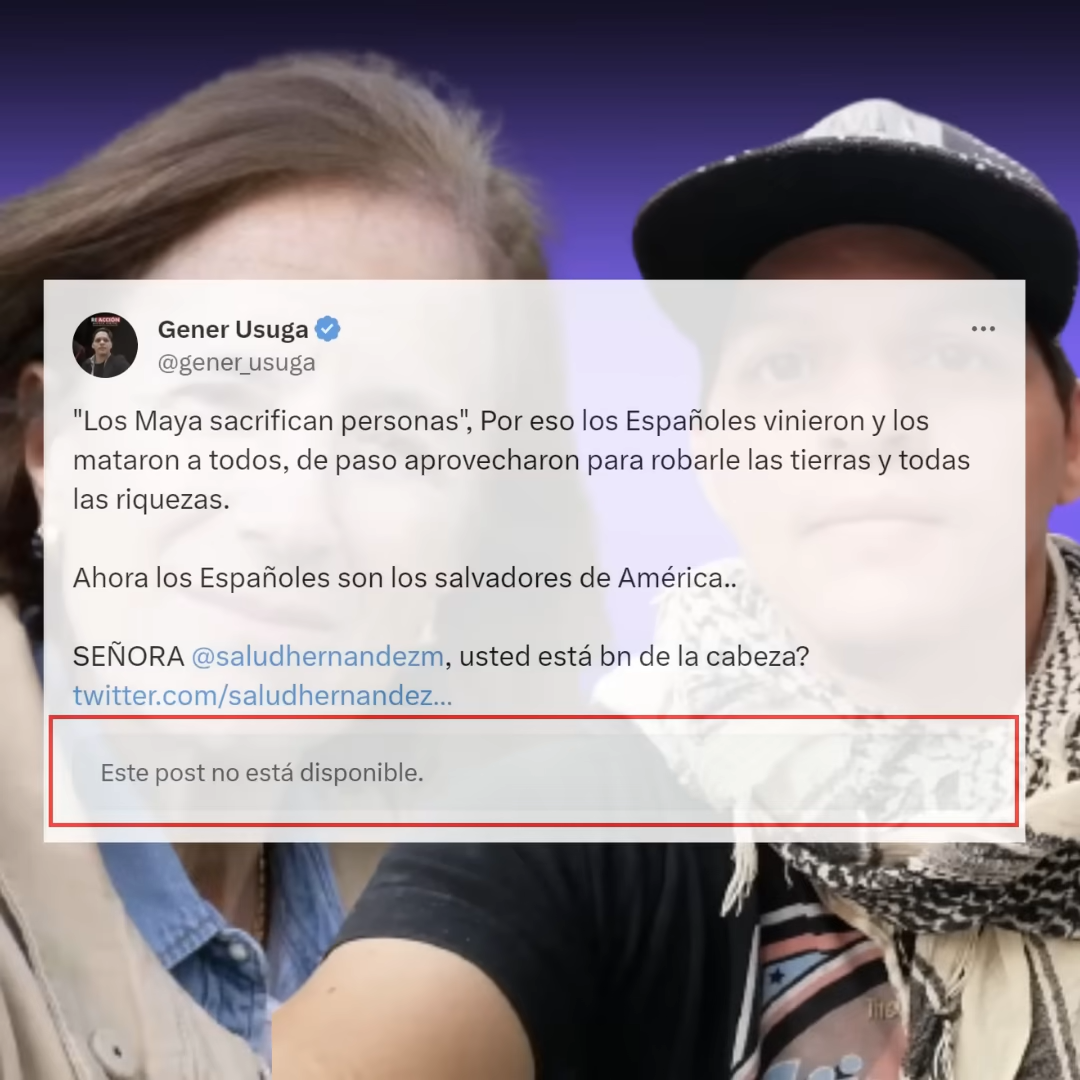 REACCIÓN
Gener Usuga
@gener_usuga
"Los Maya sacrifican personas", Por eso los Españoles vinieron y los
mataron a todos, de paso aprovecharon para robarle las tierras y todas
las riquezas.
Ahora los Españoles son los salvadores de América..
SEÑORA @saludhernandezm, usted está bn de la cabeza?
twitter.com/saludhernandez...
Este post no está disponible.